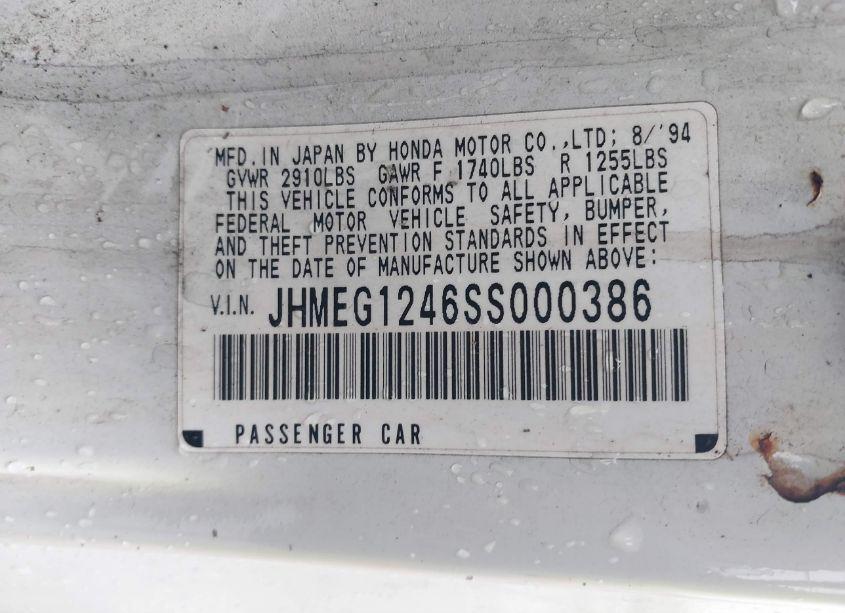 MFD. IN JAPAN BY HONDA MOTOR CO.,LTD; 8/'94
GVWR 2910LBS GAWR F 1740LBS R 1255LBS
THIS VEHICLE CONFORMS TO ALL APPLICABLE
FEDERAL MOTOR VEHICLE SAFETY, BUMPER,
AND THEFT PREVENTION STANDARDS IN EFFECT
ON THE DATE OF MANUFACTURE SHOWN ABOVE:
V.I.N. JHMEG1246SS000386
PASSENGER CAR